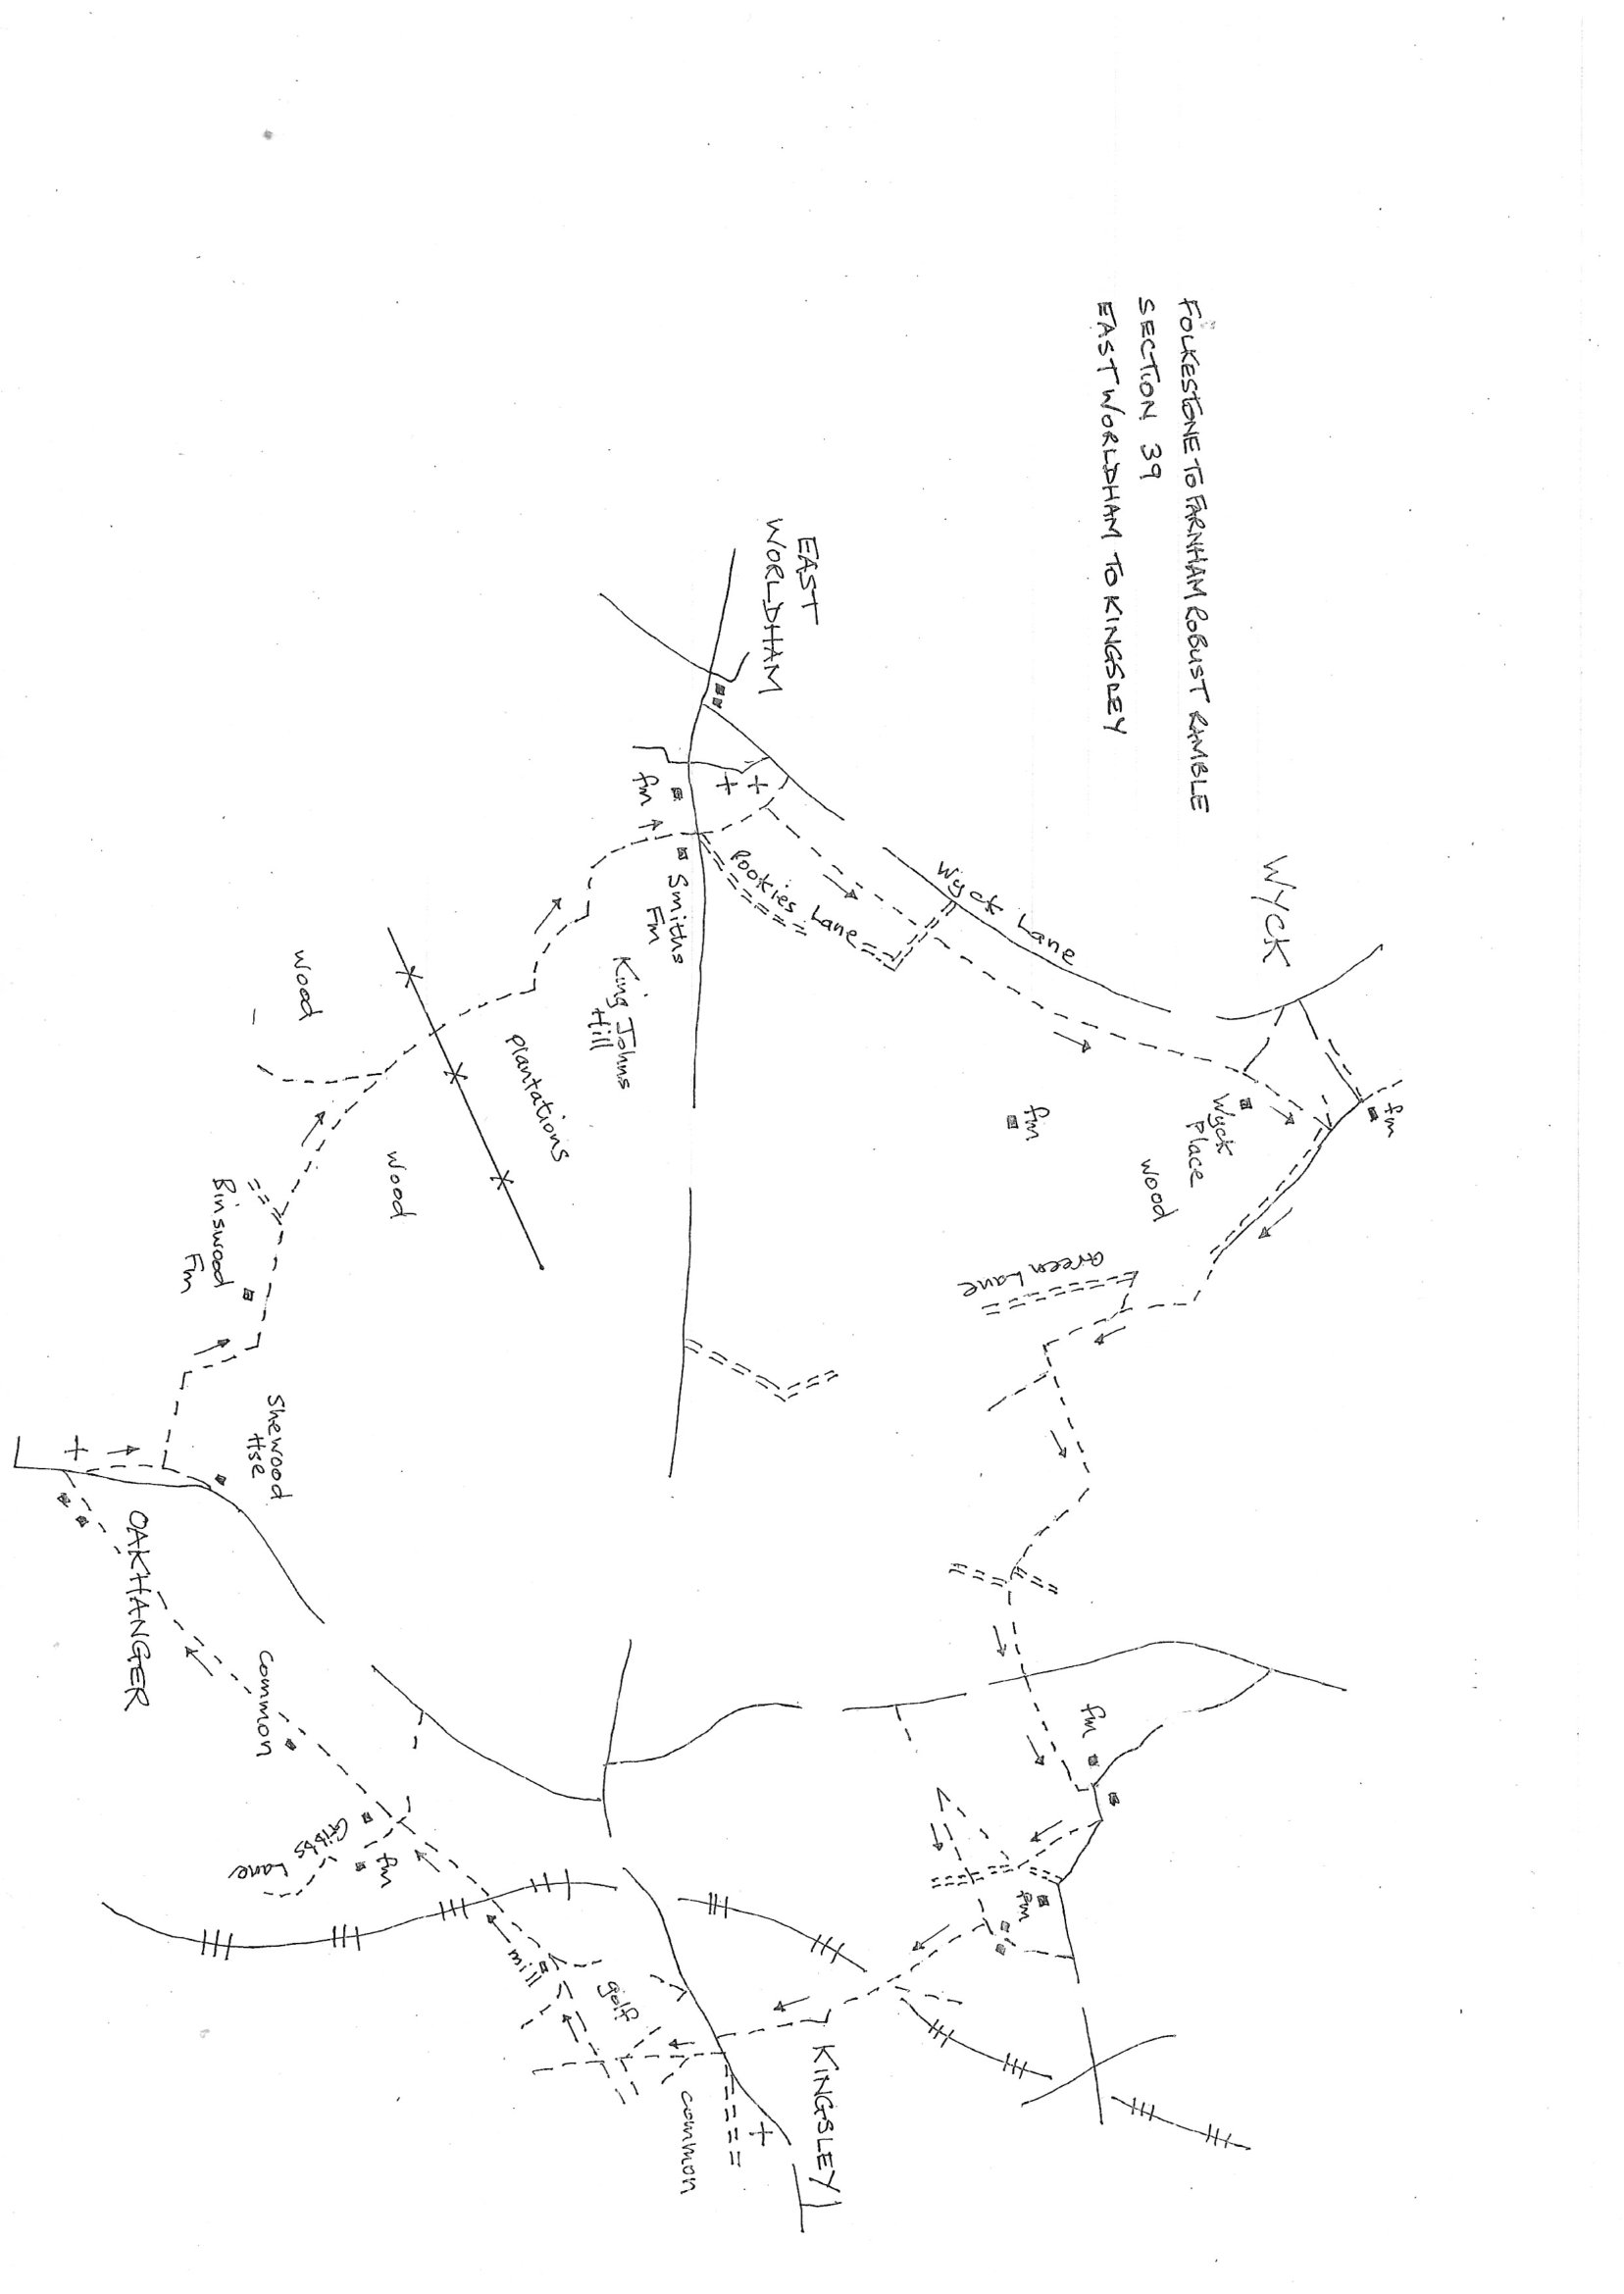 FOLKESTONE TO FARNHAM ROBUST RAMBLE
SECTION 39
EAST WORLDHAM TO KINGSLEY
WYCK
fm
Wyck
Place
Wood
Wyck Lane
fm
Green Lane
EAST
WORLDHAM
Pookies Lane
fm
Smiths
Fm
King Johns
Hill
plantations
Wood
Wood
Binswood
Fm
Shewood
Hse
OAKHANGER
common
Gibbs
Lane
fm
mill
golf
common
KINGSLEY
fm
fm